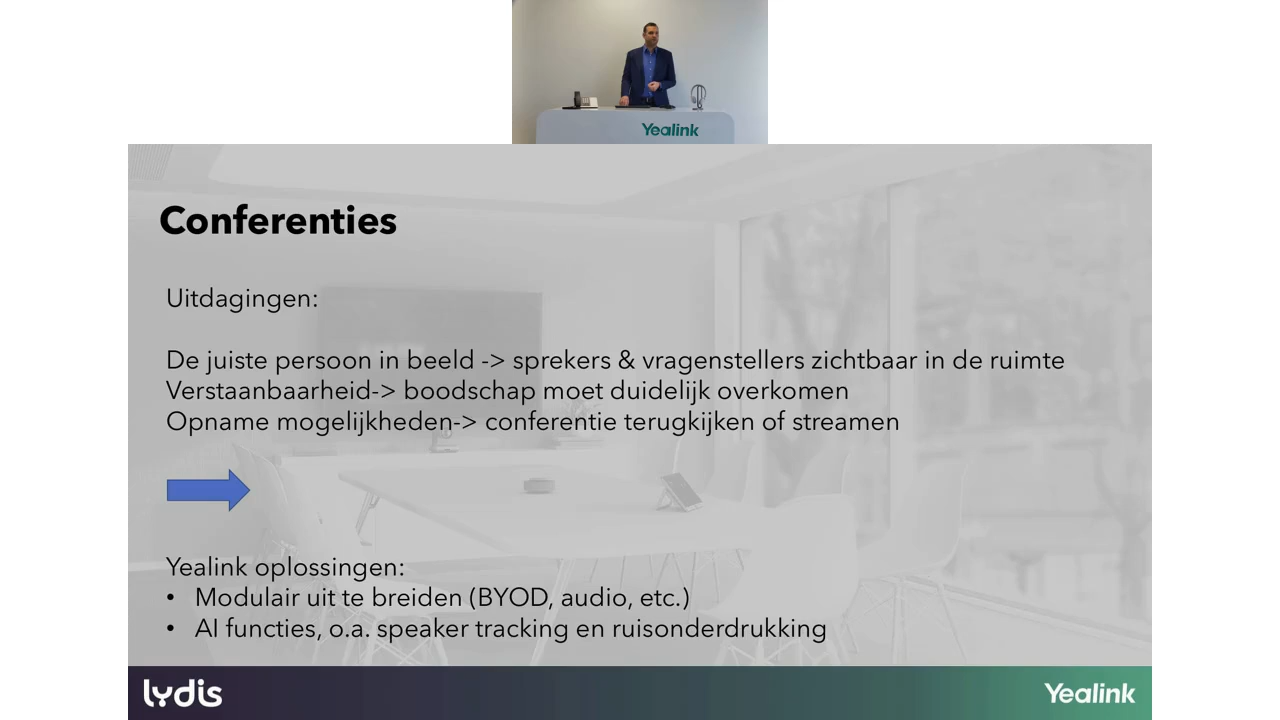 Yealink
Conferenties
Uitdagingen:
De juiste persoon in beeld -> sprekers & vragenstellers zichtbaar in de ruimte
Verstaanbaarheid-> boodschap moet duidelijk overkomen
Opname mogelijkheden-> conferentie terugkijken of streamen
Yealink oplossingen:
• Modulair uit te breiden (BYOD, audio, etc.)
• AI functies, o.a. speaker tracking en ruisonderdrukking
lydis
Yealink